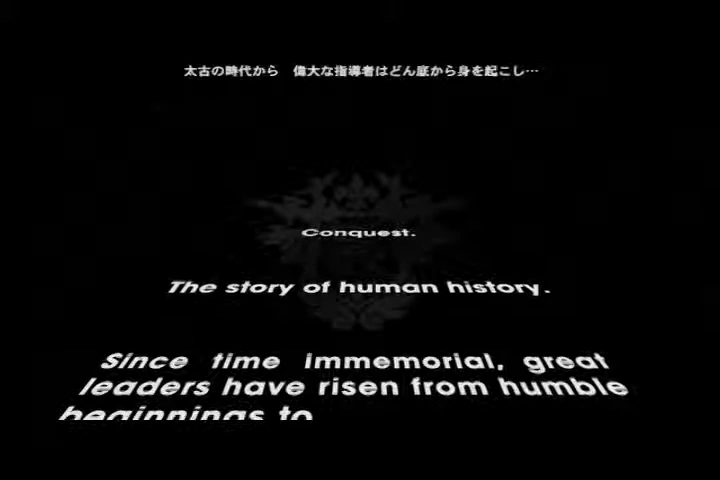 太古の時代から　偉大な指導者はどん底から身を起こし…
Conquest.
The story of human history.
Since time immemorial, great
leaders have risen from humble
beginnings to